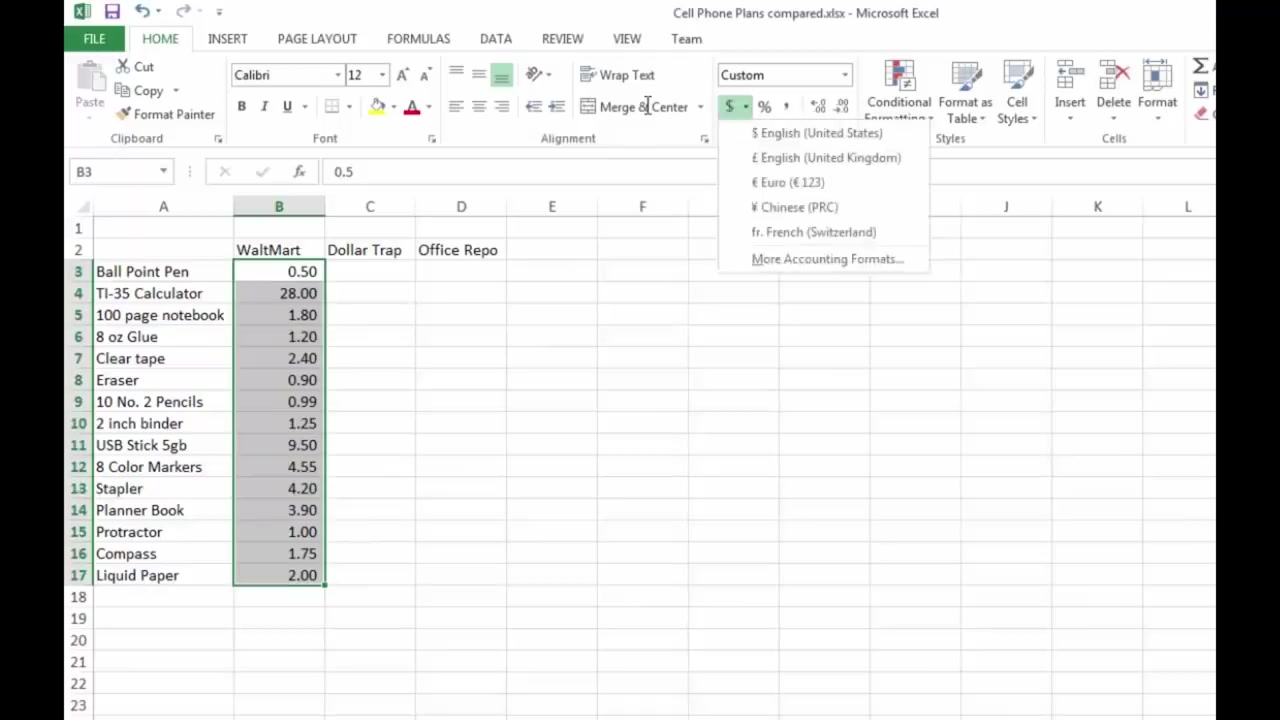 Cell Phone Plans compared.xlsx - Microsoft Excel
FILE HOME INSERT PAGE LAYOUT FORMULAS DATA REVIEW VIEW Team
Paste
Cut
Copy
Format Painter
Clipboard
Calibri 12
B I U
Font
Wrap Text
Merge & Center
Alignment
Custom
$ % ,
Conditional Formatting
Format as Table
Cell Styles
Styles
Insert Delete Format
Cells
$ English (United States)
£ English (United Kingdom)
€ Euro (€ 123)
¥ Chinese (PRC)
fr. French (Switzerland)
More Accounting Formats...
B3 fx 0.5
A B C D E F J K L
1
2 WaltMart Dollar Trap Office Repo
3 Ball Point Pen 0.50
4 TI-35 Calculator 28.00
5 100 page notebook 1.80
6 8 oz Glue 1.20
7 Clear tape 2.40
8 Eraser 0.90
9 10 No. 2 Pencils 0.99
10 2 inch binder 1.25
11 USB Stick 5gb 9.50
12 8 Color Markers 4.55
13 Stapler 4.20
14 Planner Book 3.90
15 Protractor 1.00
16 Compass 1.75
17 Liquid Paper 2.00
18
19
20
21
22
23